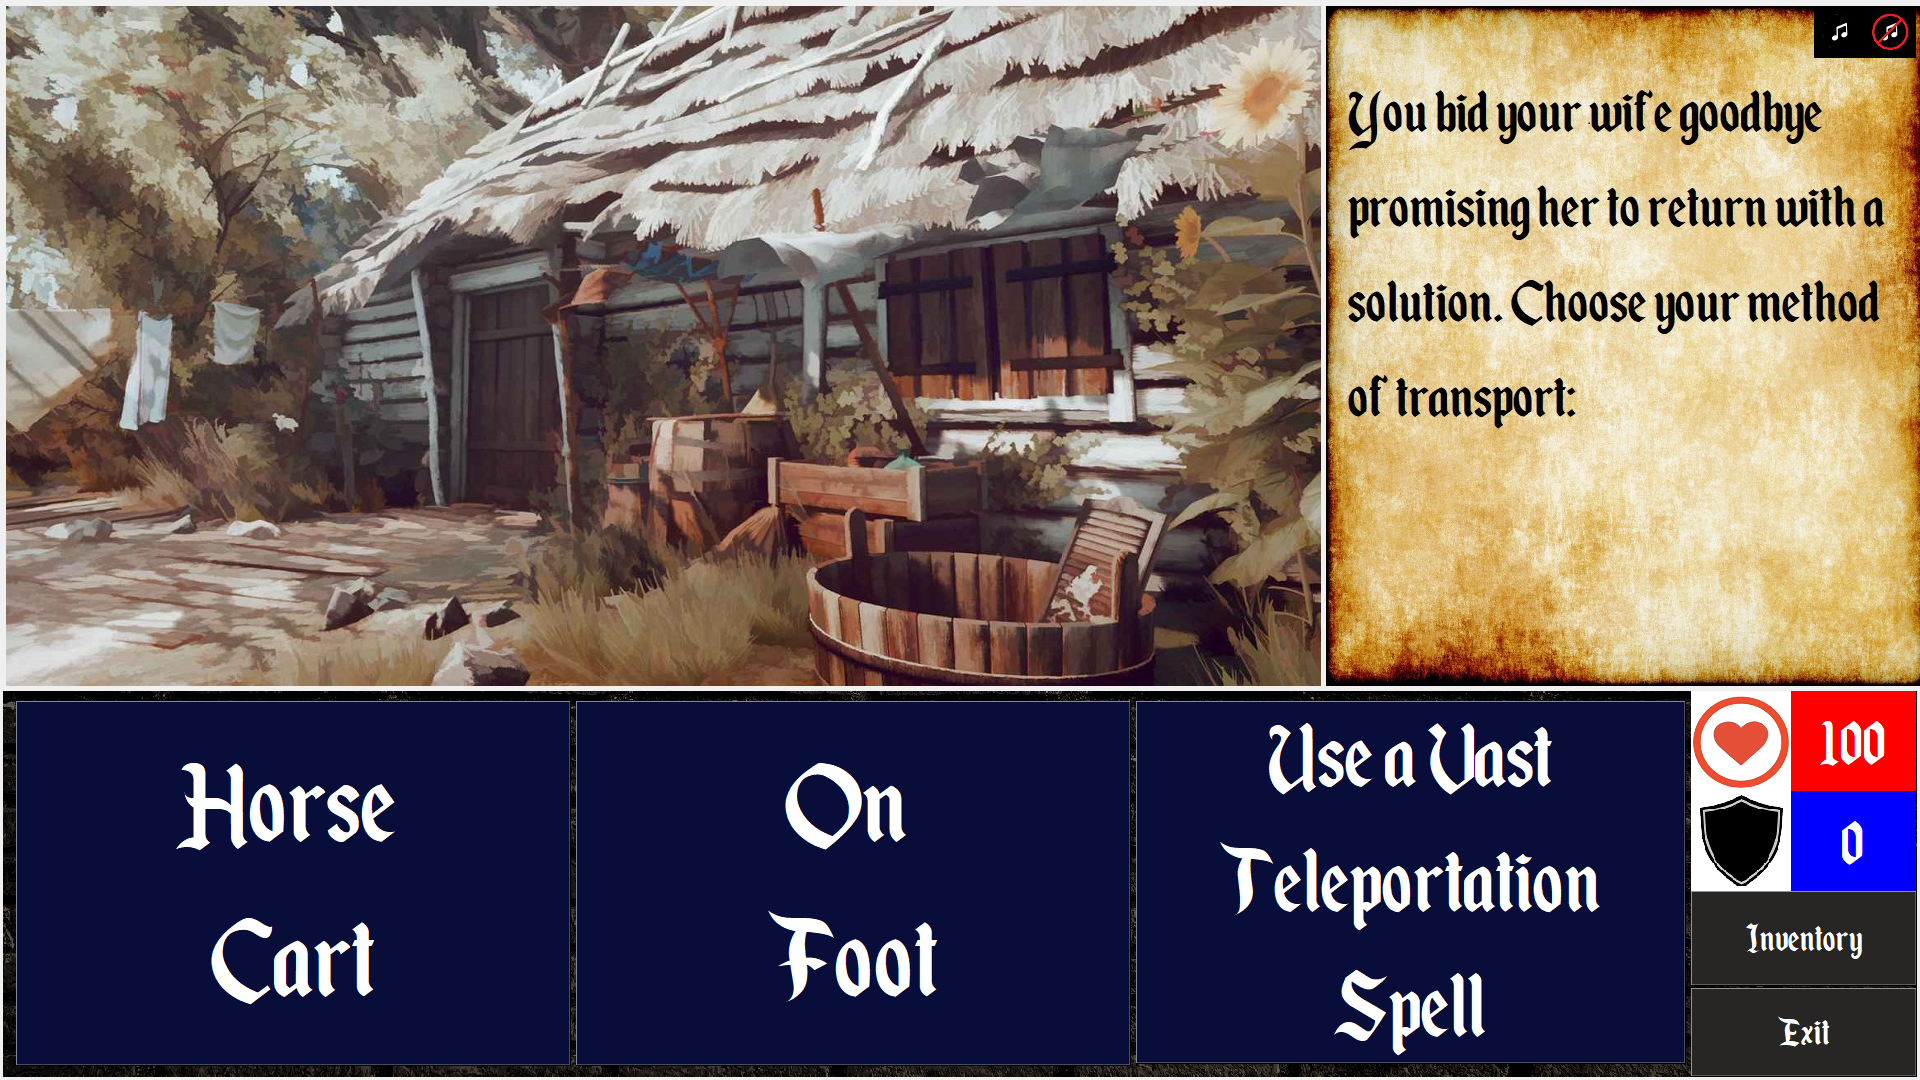 You bid your wife goodbye
promising her to return with a
solution. Choose your method
of transport:
Horse
Cart
On
Foot
Use a Vast
Teleportation
Spell
100
0
Inventory
Exit